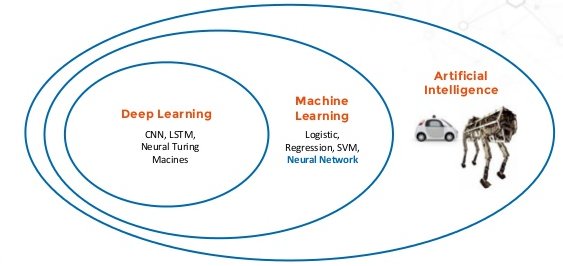 Deep Learning
CNN, LSTM,
Neural Turing
Macines
Machine
Learning
Logistic,
Regression, SVM,
Neural Network
Artificial
Intelligence